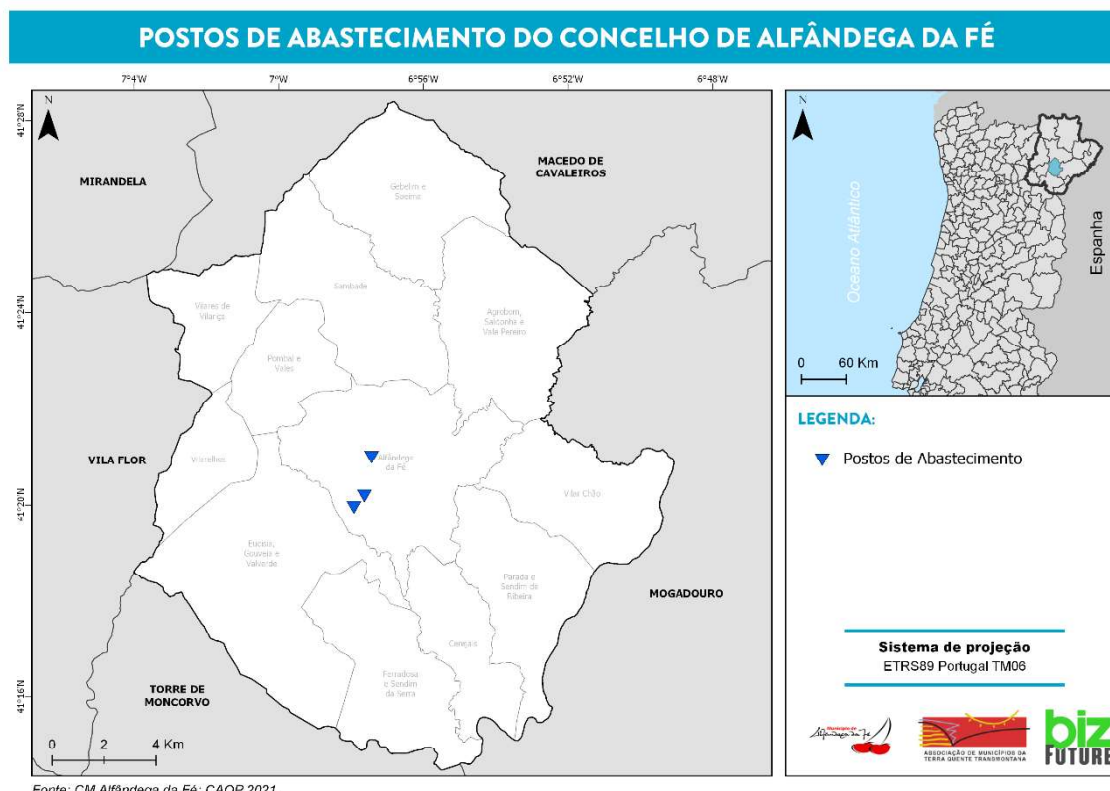 POSTOS DE ABASTECIMENTO DO CONCELHO DE ALFÂNDEGA DA FÉ
7°4'W
7°W
6°56'W
6°52'W
6°48'W
41°28'N
41°24'N
41°20'N
41°16'N
N
MIRANDELA
MACEDO DE
CAVALEIROS
Gebelim e
Soeima
Sambade
Vilares de
Vilariça
Agrobom,
Saldonha e
Vale Pereiro
Pombal e
Vales
VILA FLOR
Vilarelhos
Alfândega
da Fé
Vilar Chão
Eucisia,
Gouveia e
Valverde
Parada e
Sendim da
Ribeira
MOGADOURO
Cerejais
Ferradosa
e Sendim
da Serra
TORRE DE
MONCORVO
0 2 4 Km
Fonte: CM Alfândega da Fé; CAOP 2021
N
Oceano Atlântico
Espanha
0 60 Km
LEGENDA:
Postos de Abastecimento
Sistema de projeção
ETRS89 Portugal TM06
Município de
Alfândega da Fé
ASSOCIAÇÃO DE MUNICÍPIOS DA
TERRA QUENTE TRANSMONTANA
biz
FUTURE